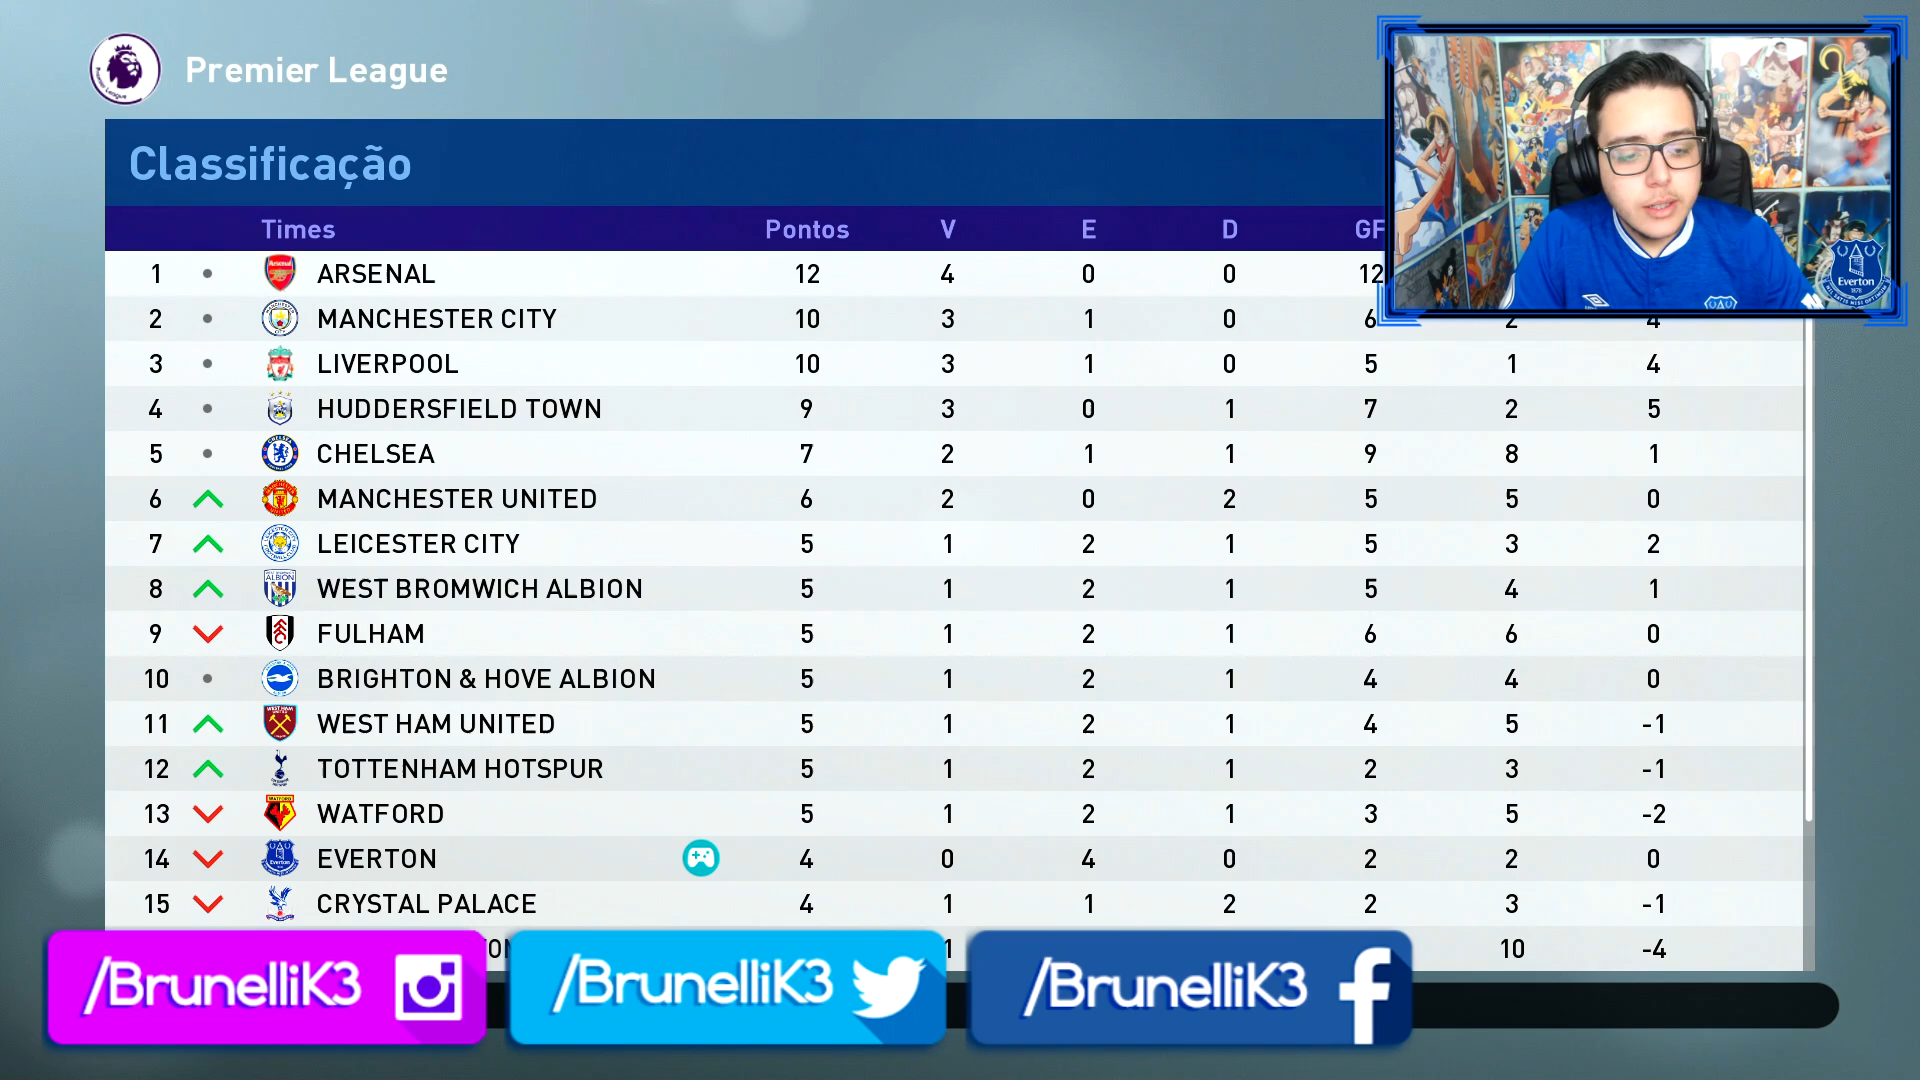 Premier League
Classificação
Times Pontos V E D GF
1 ARSENAL 12 4 0 0 12
2 MANCHESTER CITY 10 3 1 0 6 2 4
3 LIVERPOOL 10 3 1 0 5 1 4
4 HUDDERSFIELD TOWN 9 3 0 1 7 2 5
5 CHELSEA 7 2 1 1 9 8 1
6 MANCHESTER UNITED 6 2 0 2 5 5 0
7 LEICESTER CITY 5 1 2 1 5 3 2
8 WEST BROMWICH ALBION 5 1 2 1 5 4 1
9 FULHAM 5 1 2 1 6 6 0
10 BRIGHTON & HOVE ALBION 5 1 2 1 4 4 0
11 WEST HAM UNITED 5 1 2 1 4 5 -1
12 TOTTENHAM HOTSPUR 5 1 2 1 2 3 -1
13 WATFORD 5 1 2 1 3 5 -2
14 EVERTON 4 0 4 0 2 2 0
15 CRYSTAL PALACE 4 1 1 2 2 3 -1
1 10 -4
/BrunelliK3 /BrunelliK3 /BrunelliK3
Everton
1878